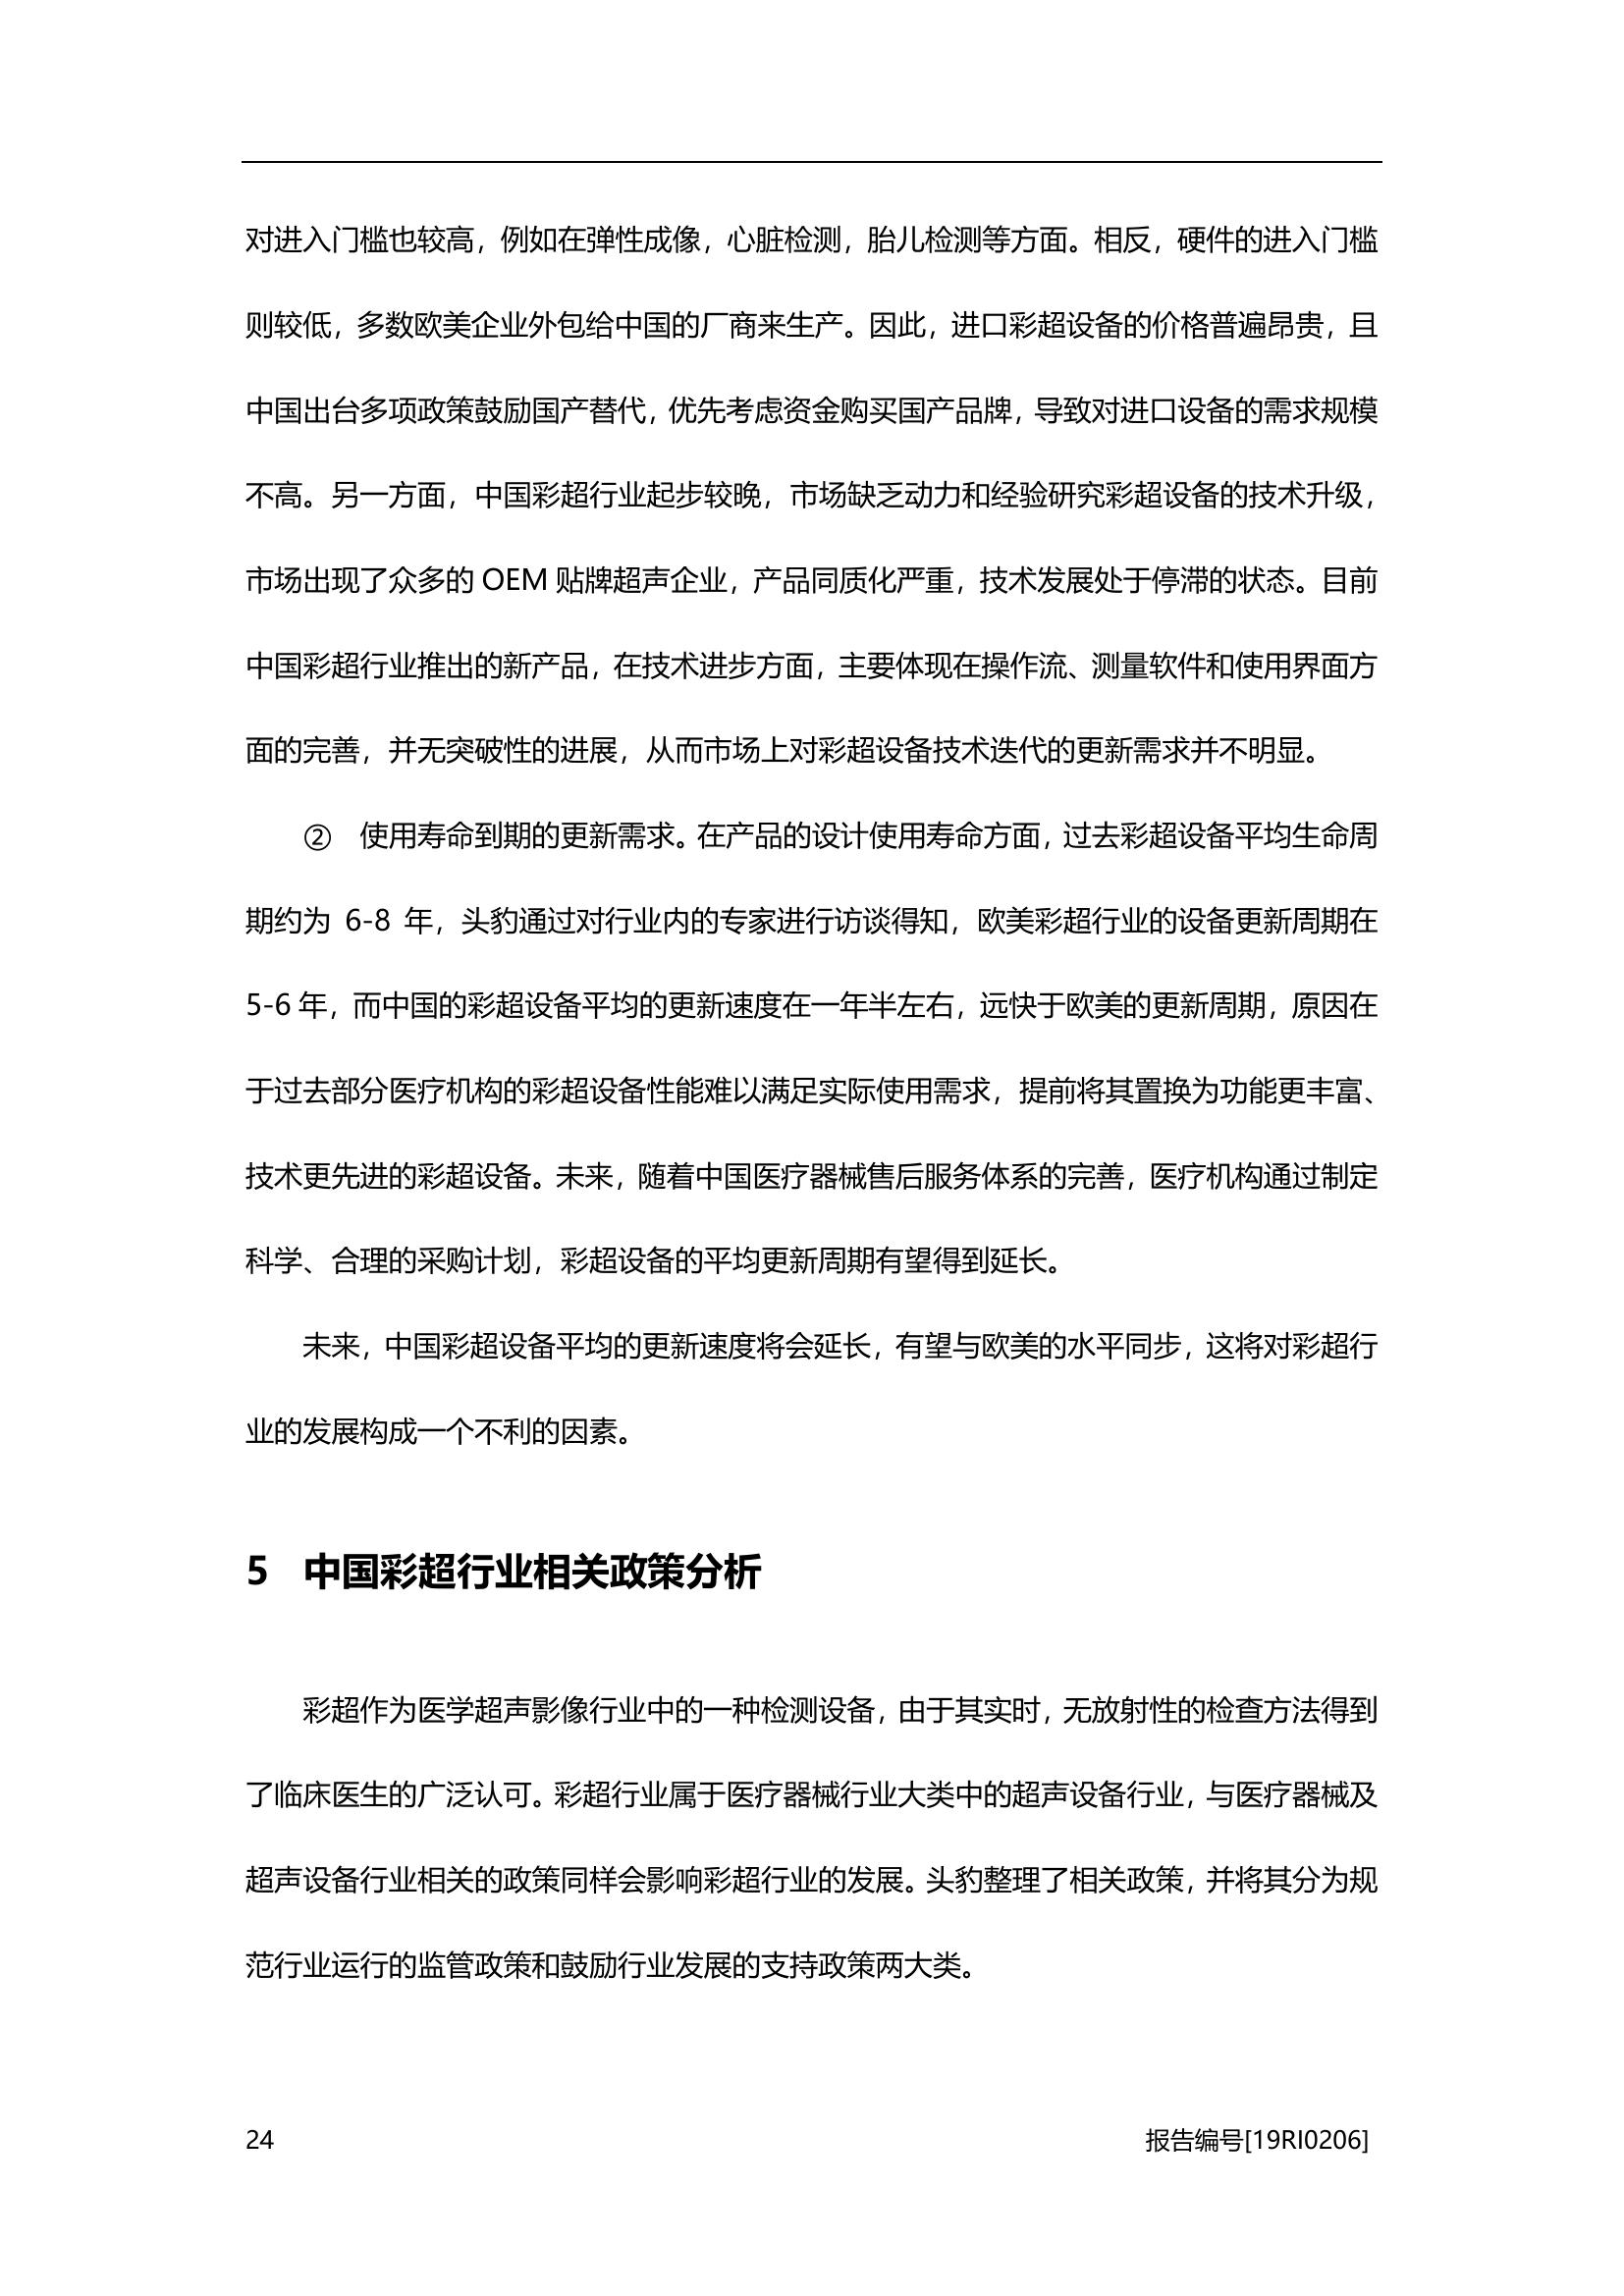 对进入门槛也较高，例如在弹性成像，心脏检测，胎儿检测等方面。相反，硬件的进入门槛
则较低，多数欧美企业外包给中国的厂商来生产。因此，进口彩超设备的价格普遍昂贵，且
中国出台多项政策鼓励国产替代，优先考虑资金购买国产品牌，导致对进口设备的需求规模
不高。另一方面，中国彩超行业起步较晚，市场缺乏动力和经验研究彩超设备的技术升级，
市场出现了众多的 OEM 贴牌超声企业，产品同质化严重，技术发展处于停滞的状态。目前
中国彩超行业推出的新产品，在技术进步方面，主要体现在操作流、测量软件和使用界面方
面的完善，并无突破性的进展，从而市场上对彩超设备技术迭代的更新需求并不明显。
② 使用寿命到期的更新需求。在产品的设计使用寿命方面，过去彩超设备平均生命周
期约为 6-8 年，头豹通过对行业内的专家进行访谈得知，欧美彩超行业的设备更新周期在
5-6 年，而中国的彩超设备平均的更新速度在一年半左右，远快于欧美的更新周期，原因在
于过去部分医疗机构的彩超设备性能难以满足实际使用需求，提前将其置换为功能更丰富、
技术更先进的彩超设备。未来，随着中国医疗器械售后服务体系的完善，医疗机构通过制定
科学、合理的采购计划，彩超设备的平均更新周期有望得到延长。
未来，中国彩超设备平均的更新速度将会延长，有望与欧美的水平同步，这将对彩超行
业的发展构成一个不利的因素。
5 中国彩超行业相关政策分析
彩超作为医学超声影像行业中的一种检测设备，由于其实时，无放射性的检查方法得到
了临床医生的广泛认可。彩超行业属于医疗器械行业大类中的超声设备行业，与医疗器械及
超声设备行业相关的政策同样会影响彩超行业的发展。头豹整理了相关政策，并将其分为规
范行业运行的监管政策和鼓励行业发展的支持政策两大类。
24 报告编号[19RI0206]